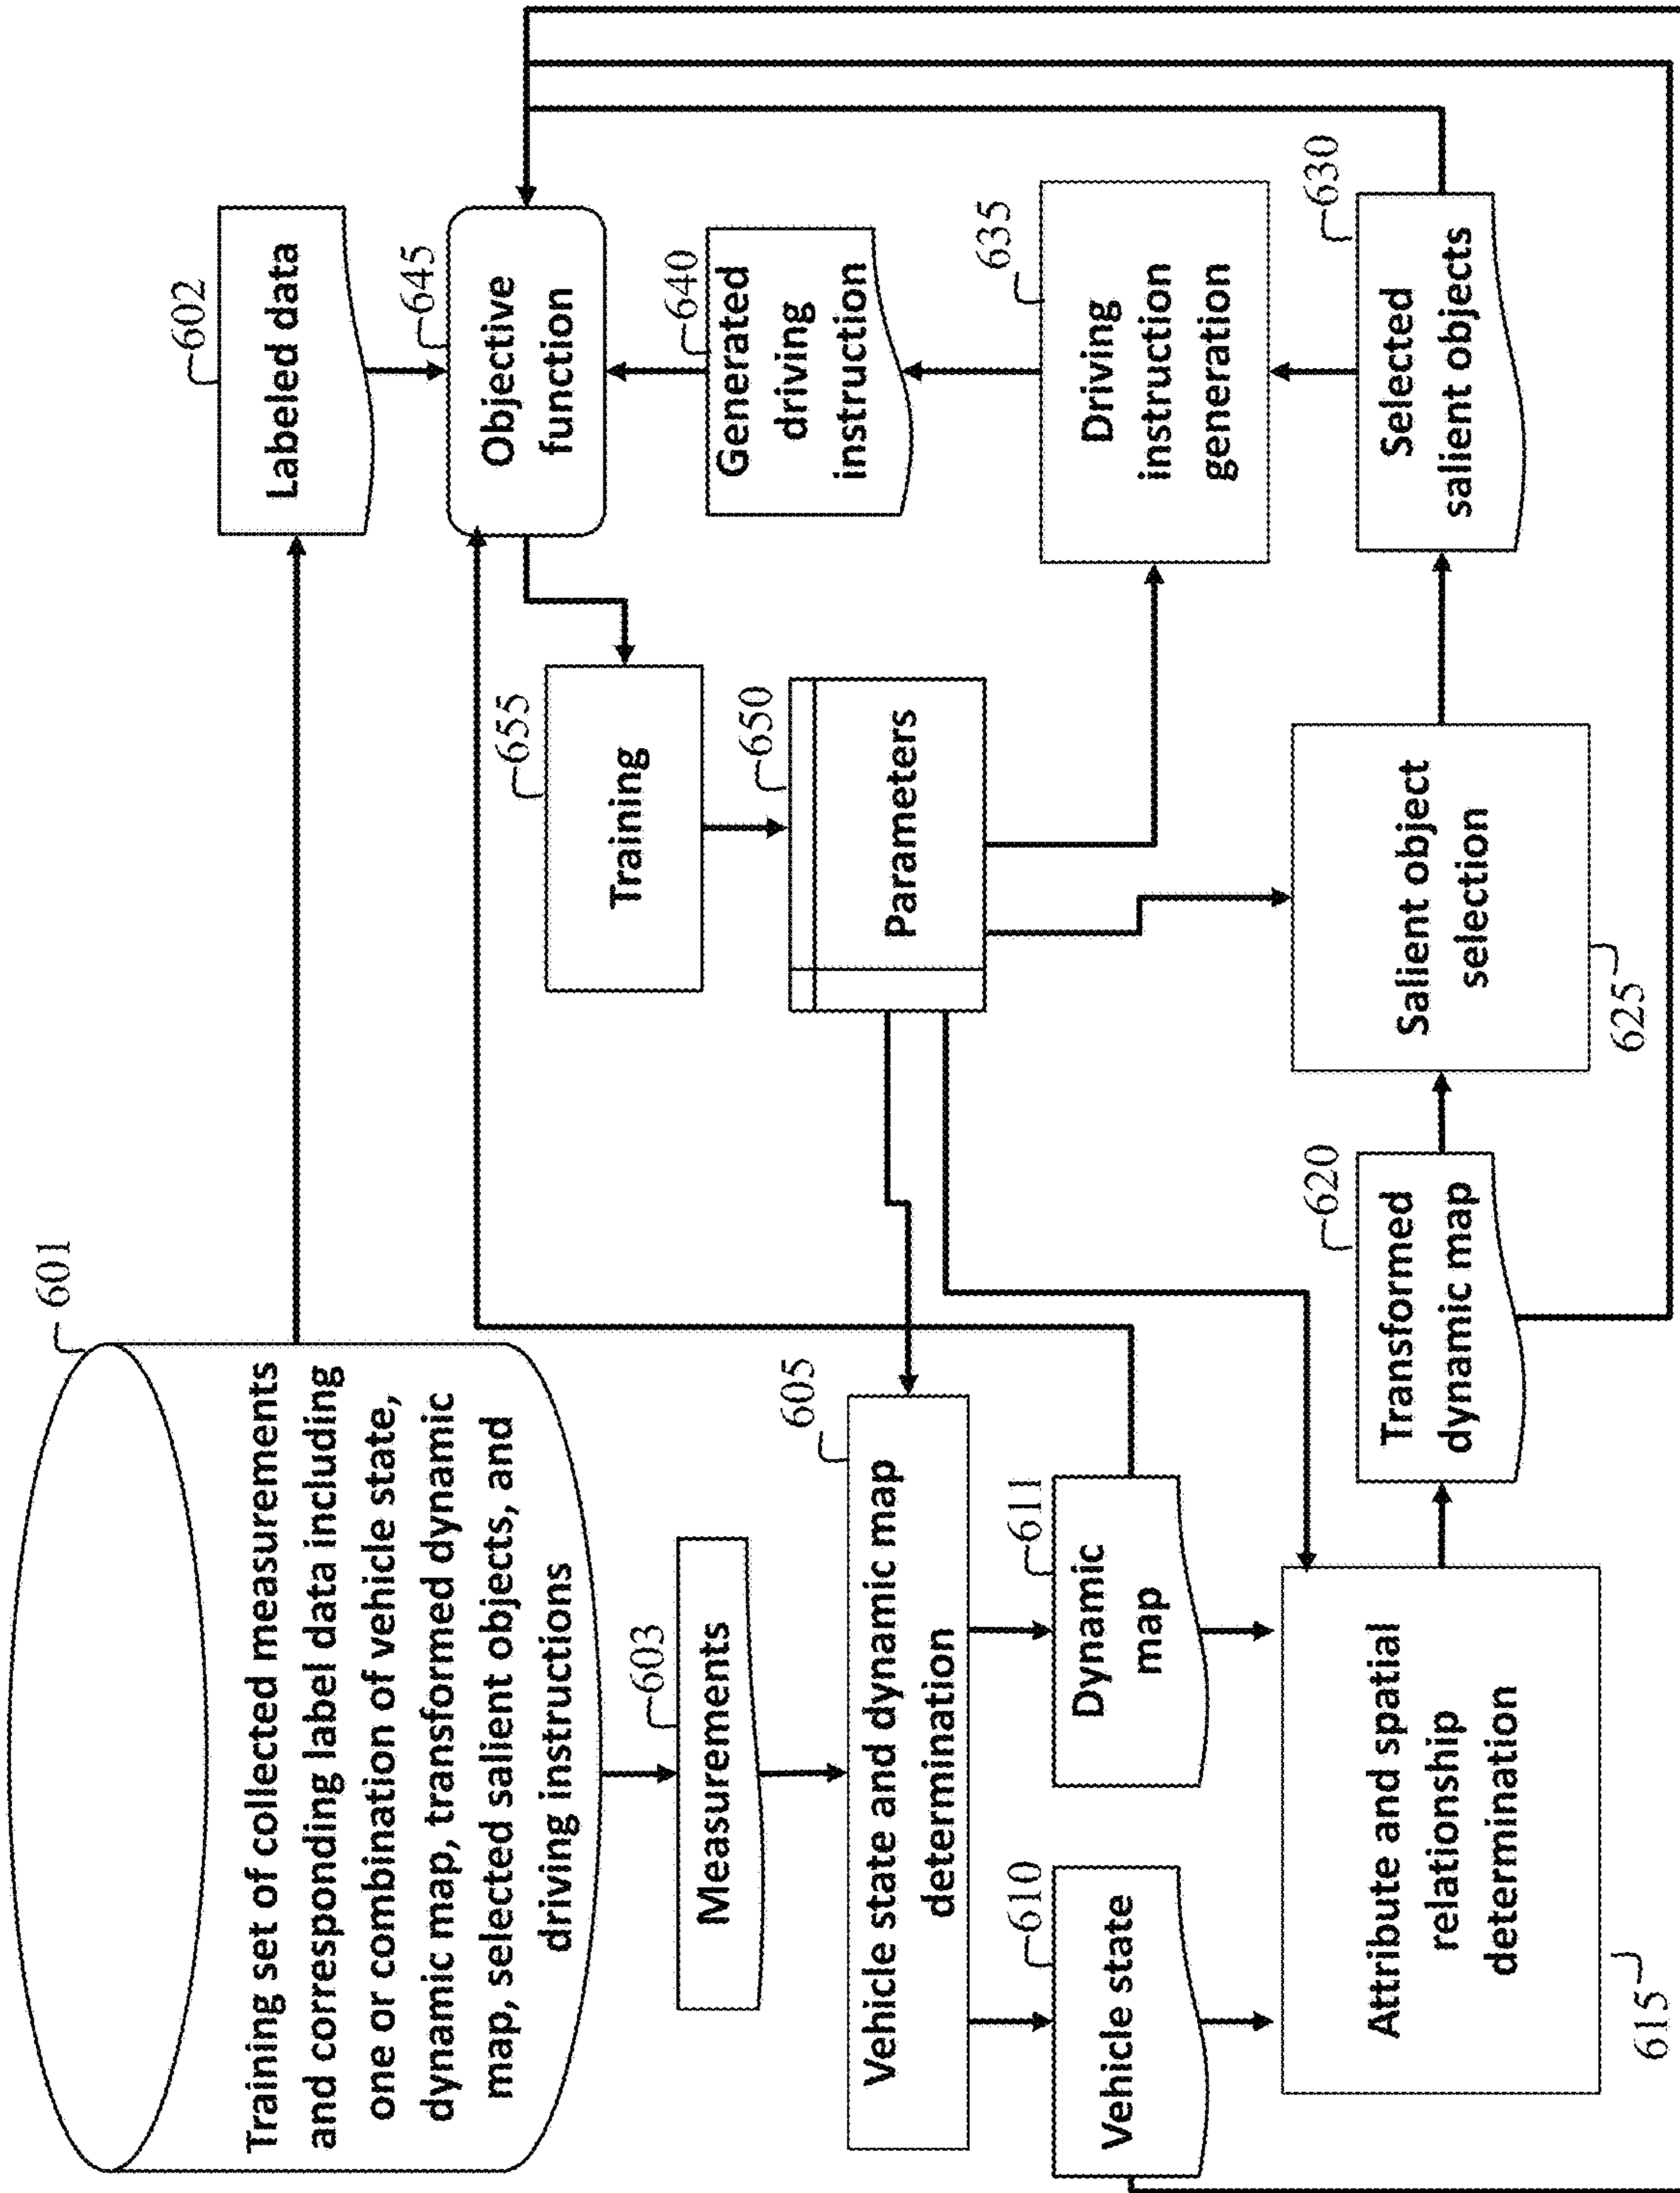 601
Training set of collected measurements
and corresponding label data including
one or combination of vehicle state,
dynamic map, transformed dynamic
map, selected salient objects, and
driving instructions
602
Labeled data
603
Measurements
645
Objective
function
655
Training
605
Vehicle state and dynamic map
determination
650
Parameters
640
Generated
driving
instruction
610
Vehicle state
611
Dynamic
map
635
Driving
instruction
generation
Attribute and spatial
relationship
determination
615
620
Transformed
dynamic map
Salient object
selection
625
630
Selected
salient objects